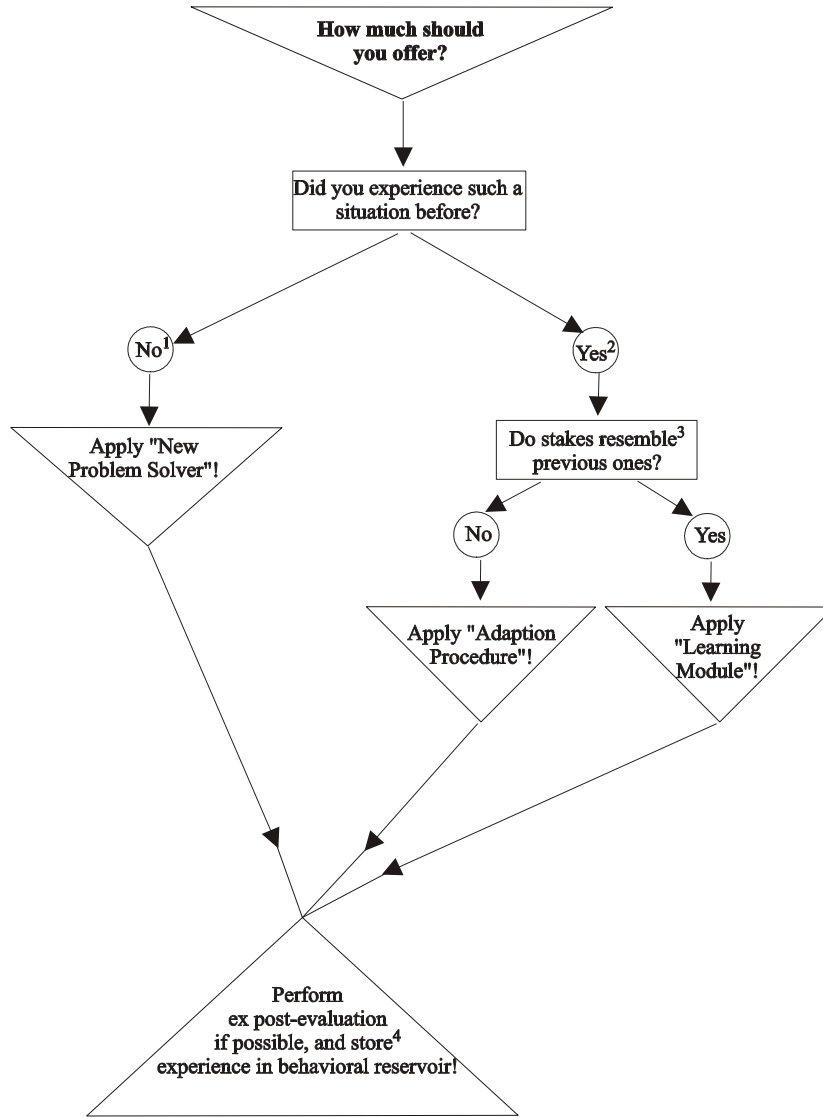 How much should
you offer?
Did you experience such a
situation before?
No¹
Yes²
Apply "New
Problem Solver"!
Do stakes resemble³
previous ones?
No
Yes
Apply "Adaption
Procedure"!
Apply
"Learning
Module"!
Perform
ex post-evaluation
if possible, and store⁴
experience in behavioral reservoir!